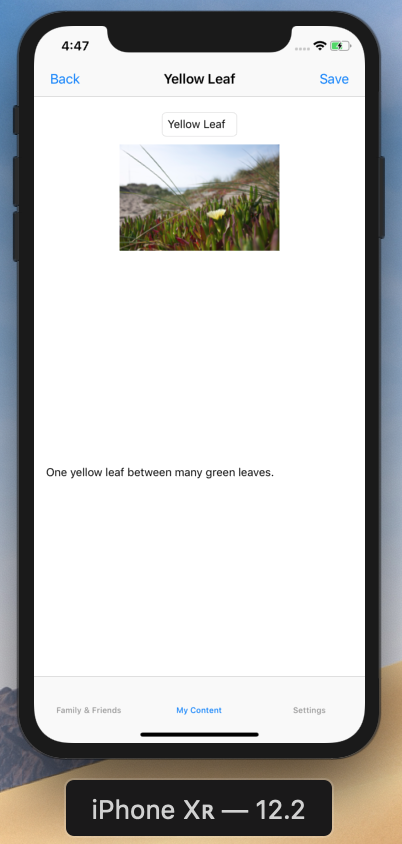 4:47
Back Yellow Leaf Save
Yellow Leaf
One yellow leaf between many green leaves.
Family & Friends My Content Settings
iPhone Xʀ — 12.2